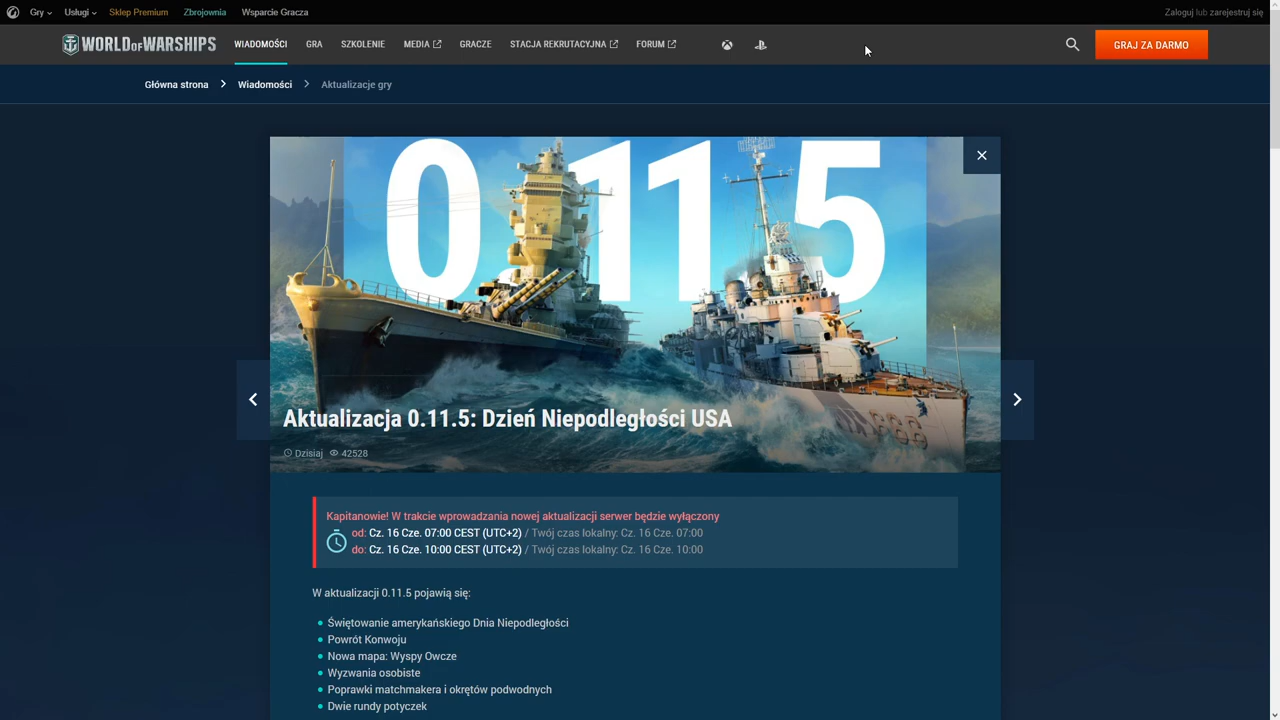 Gry Usługi Sklep Premium Zbrojownia Wsparcie Gracza Zaloguj lub zarejestruj się
WORLD OF WARSHIPS WIADOMOŚCI GRA SZKOLENIE MEDIA GRACZE STACJA REKRUTACYJNA FORUM GRAJ ZA DARMO
Główna strona Wiadomości Aktualizacje gry
0.11.5
Aktualizacja 0.11.5: Dzień Niepodległości USA
Dzisiaj 42528
Kapitanowie! W trakcie wprowadzania nowej aktualizacji serwer będzie wyłączony
od: Cz. 16 Cze. 07:00 CEST (UTC+2) / Twój czas lokalny: Cz. 16 Cze. 07:00
do: Cz. 16 Cze. 10:00 CEST (UTC+2) / Twój czas lokalny: Cz. 16 Cze. 10:00
W aktualizacji 0.11.5 pojawią się:
Świętowanie amerykańskiego Dnia Niepodległości
Powrót Konwoju
Nowa mapa: Wyspy Owcze
Wyzwania osobiste
Poprawki matchmakera i okrętów podwodnych
Dwie rundy potyczek